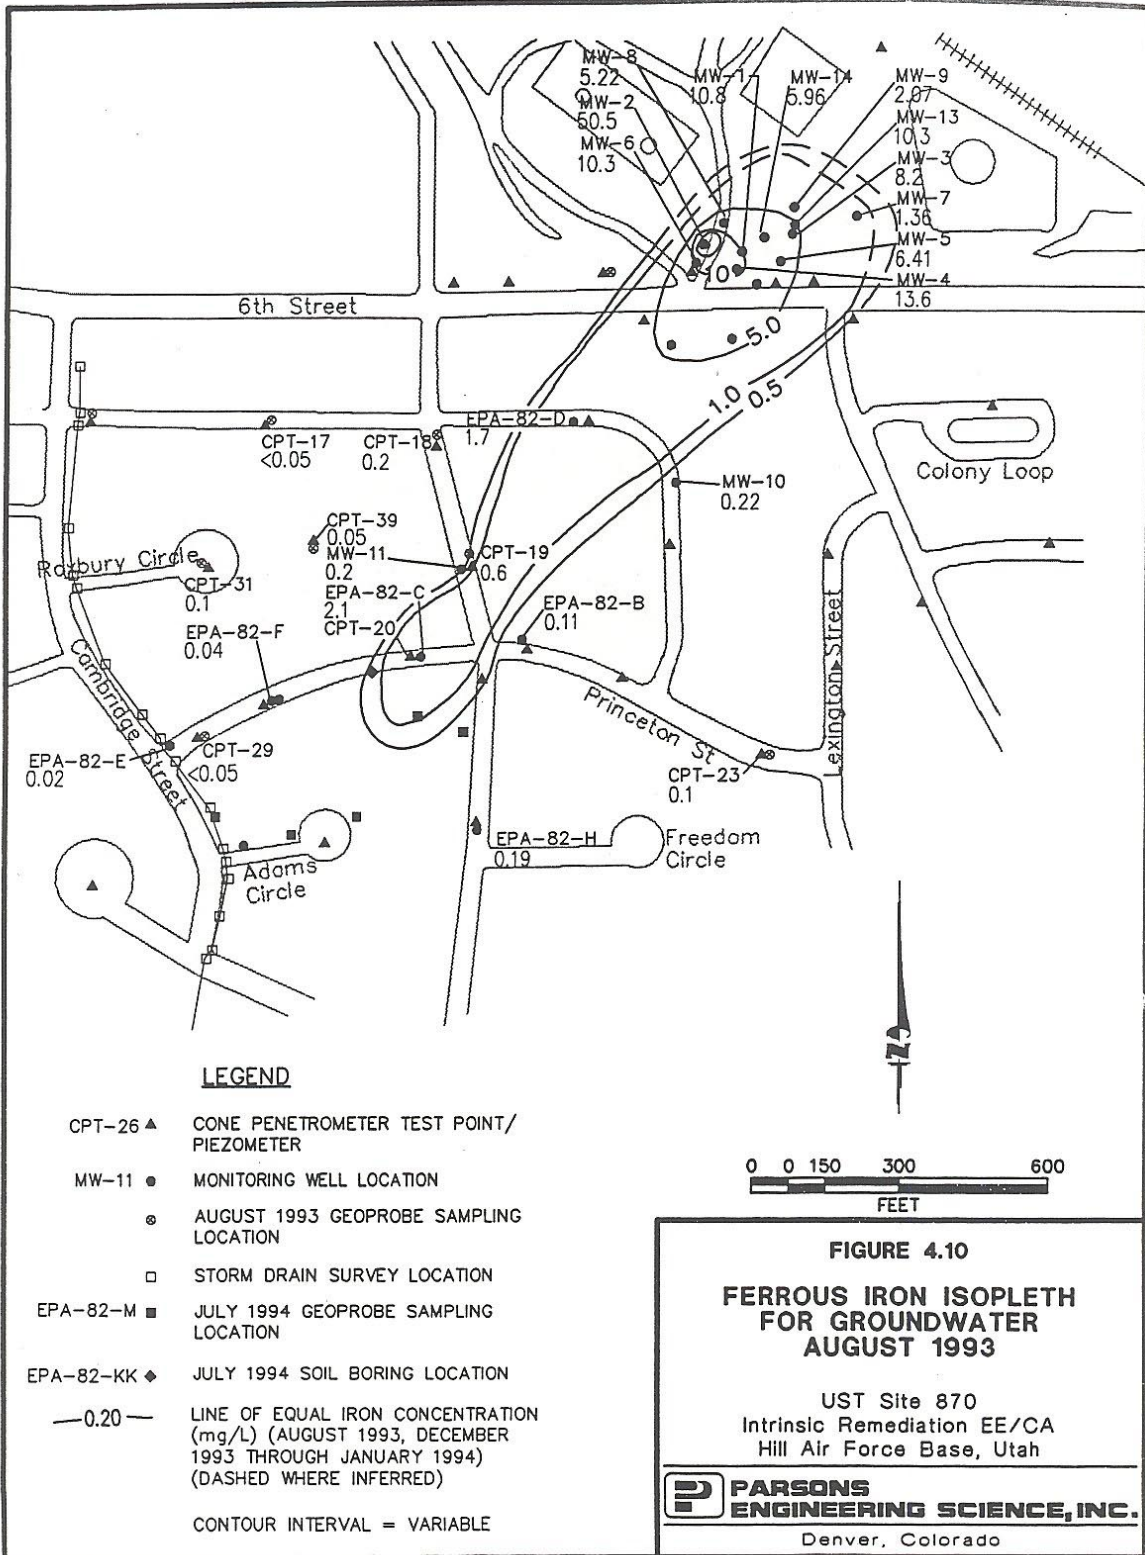 MW-8
5.22
MW-2
50.5
MW-6
10.3
MW-1
10.8
MW-14
5.96
MW-9
2.07
MW-13
10.3
MW-3
8.2
MW-7
1.36
MW-5
6.41
MW-4
13.6
10
5.0
1.0
0.5
6th Street
CPT-17
<0.05
CPT-18
0.2
EPA-82-D
1.7
MW-10
0.22
Colony Loop
CPT-39
0.05
MW-11
0.2
CPT-19
0.6
Roxbury Circle
CPT-31
0.1
EPA-82-C
2.1
CPT-20
EPA-82-B
0.11
EPA-82-F
0.04
Cambridge Street
Princeton St
Lexington Street
EPA-82-E
0.02
CPT-29
<0.05
CPT-23
0.1
EPA-82-H
0.19
Freedom
Circle
Adams
Circle
N
LEGEND
CPT-26 CONE PENETROMETER TEST POINT/
PIEZOMETER
MW-11 MONITORING WELL LOCATION
AUGUST 1993 GEOPROBE SAMPLING
LOCATION
STORM DRAIN SURVEY LOCATION
EPA-82-M JULY 1994 GEOPROBE SAMPLING
LOCATION
EPA-82-KK JULY 1994 SOIL BORING LOCATION
0.20 LINE OF EQUAL IRON CONCENTRATION
(mg/L) (AUGUST 1993, DECEMBER
1993 THROUGH JANUARY 1994)
(DASHED WHERE INFERRED)
CONTOUR INTERVAL = VARIABLE
0 0 150 300 600
FEET
FIGURE 4.10
FERROUS IRON ISOPLETH
FOR GROUNDWATER
AUGUST 1993
UST Site 870
Intrinsic Remediation EE/CA
Hill Air Force Base, Utah
PARSONS
ENGINEERING SCIENCE, INC.
Denver, Colorado